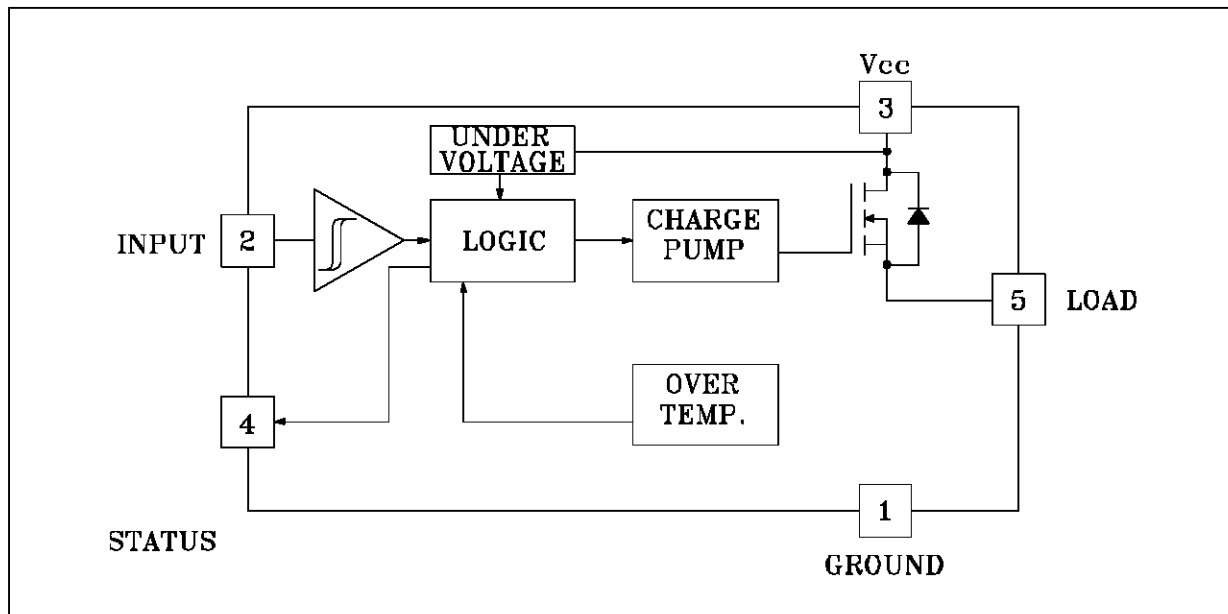 Vcc
3
UNDER
VOLTAGE
INPUT
2
LOGIC
CHARGE
PUMP
5
LOAD
4
OVER
TEMP.
1
STATUS
GROUND